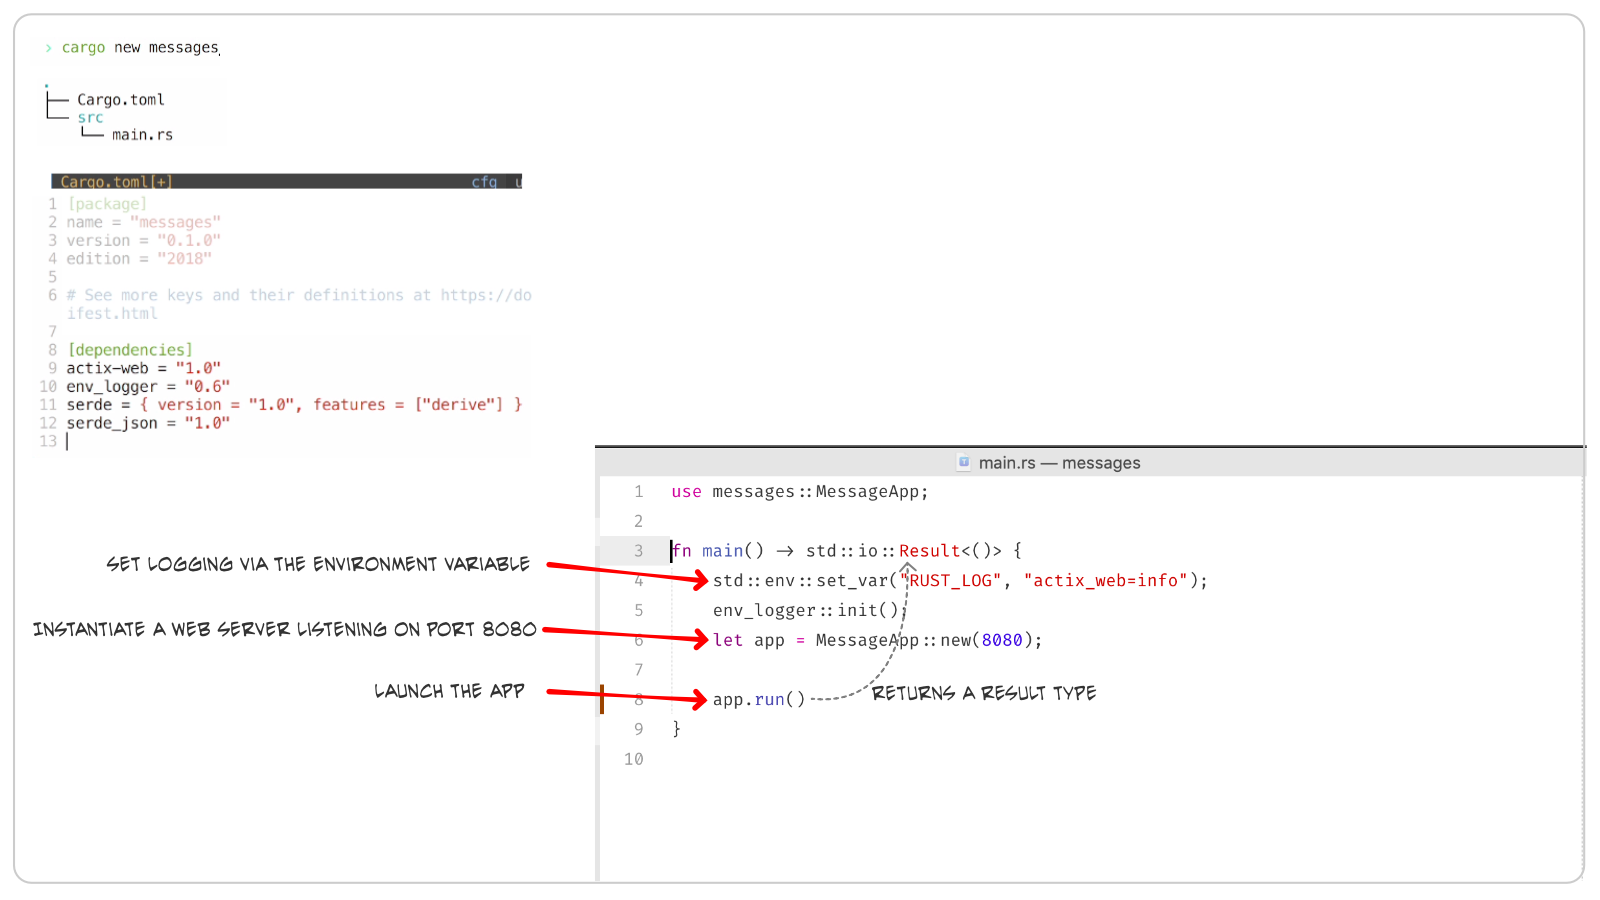 › cargo new messages
.
├── Cargo.toml
└── src
    └── main.rs
Cargo.toml[+] cfg u
1 [package]
2 name = "messages"
3 version = "0.1.0"
4 edition = "2018"
5
6 # See more keys and their definitions at https://do
ifest.html
7
8 [dependencies]
9 actix-web = "1.0"
10 env_logger = "0.6"
11 serde = { version = "1.0", features = ["derive"] }
12 serde_json = "1.0"
13
main.rs — messages
1 use messages::MessageApp;
2
3 fn main() -> std::io::Result<()> {
4     std::env::set_var("RUST_LOG", "actix_web=info");
5     env_logger::init();
6     let app = MessageApp::new(8080);
7
8     app.run()
9 }
10
SET LOGGING VIA THE ENVIRONMENT VARIABLE
INSTANTIATE A WEB SERVER LISTENING ON PORT 8080
LAUNCH THE APP
RETURNS A RESULT TYPE